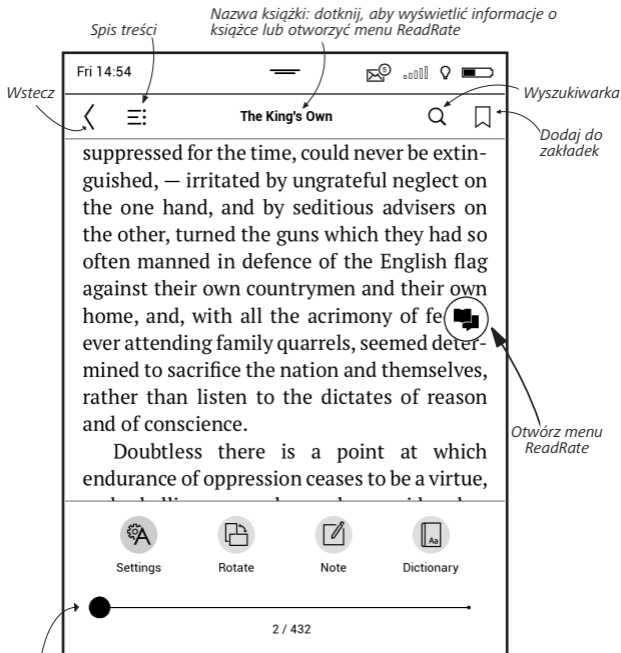 Nazwa książki: dotknij, aby wyświetlić informacje o
książce lub otworzyć menu ReadRate
Spis treści
Fri 14:54
5
Wstecz
Wyszukiwarka
The King's Own
Dodaj do
zakładek
suppressed for the time, could never be extin-
guished, — irritated by ungrateful neglect on
the one hand, and by seditious advisers on
the other, turned the guns which they had so
often manned in defence of the English flag
against their own countrymen and their own
home, and, with all the acrimony of fe
ever attending family quarrels, seemed deter-
mined to sacrifice the nation and themselves,
rather than listen to the dictates of reason
and of conscience.
Otwórz menu
ReadRate
Doubtless there is a point at which
endurance of oppression ceases to be a virtue,
A
Aa
Settings
Rotate
Note
Dictionary
2 / 432